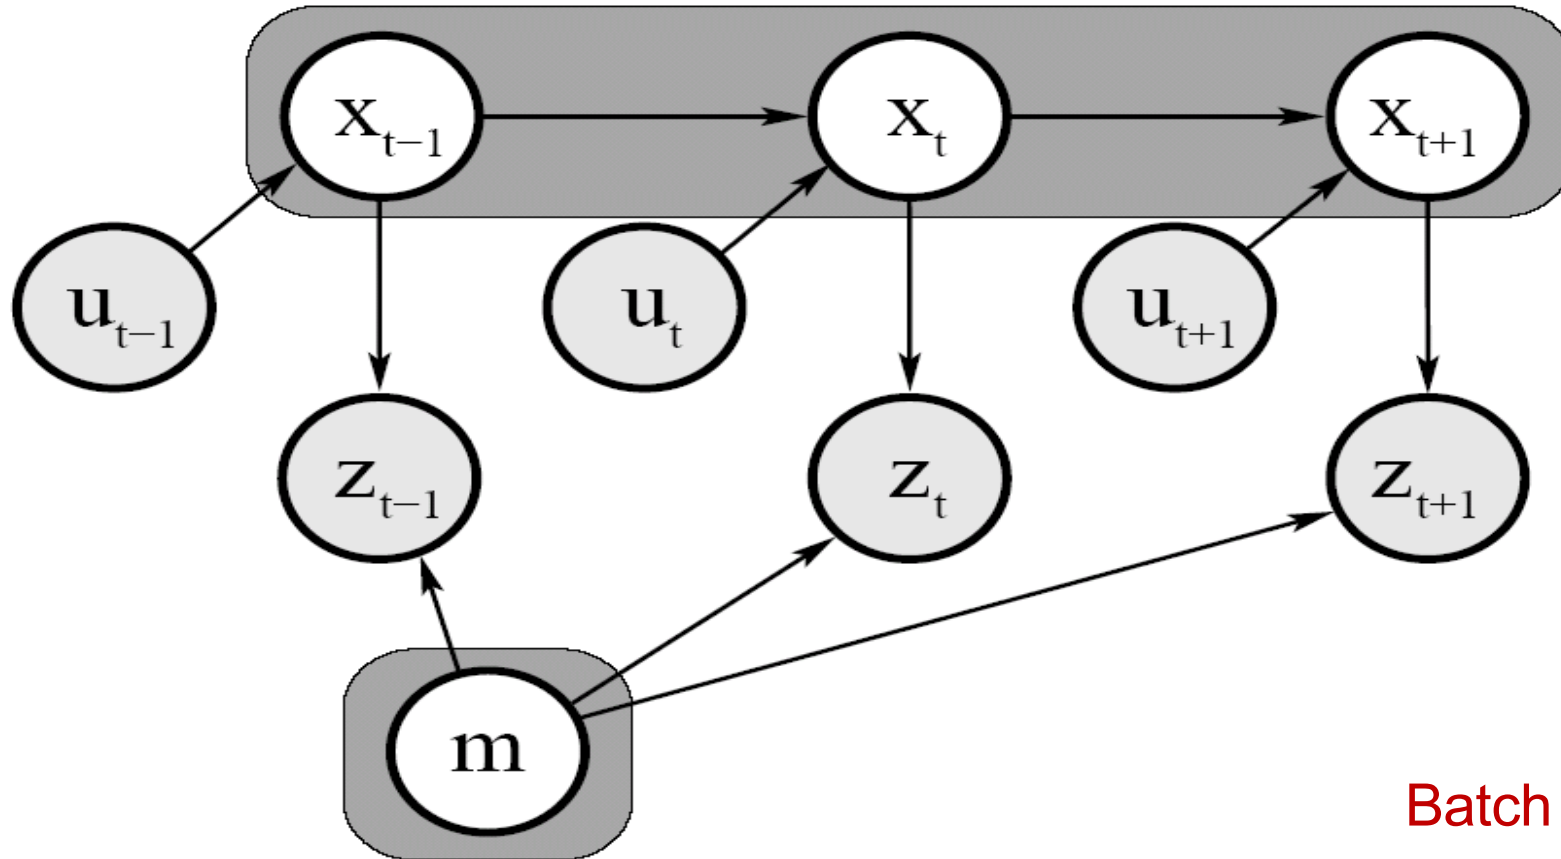 x_{t−1} x_t x_{t+1}
u_{t−1} u_t u_{t+1}
z_{t−1} z_t z_{t+1}
m
Batch